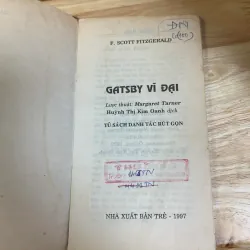 F. SCOTT FITZGERALD
GATSBY VĨ ĐẠI
Lược thuật: Margaret Tarner
Huỳnh Thị Kim Oanh dịch
TỦ SÁCH DANH TÁC RÚT GỌN
NHÀ XUẤT BẢN TRẺ - 1997